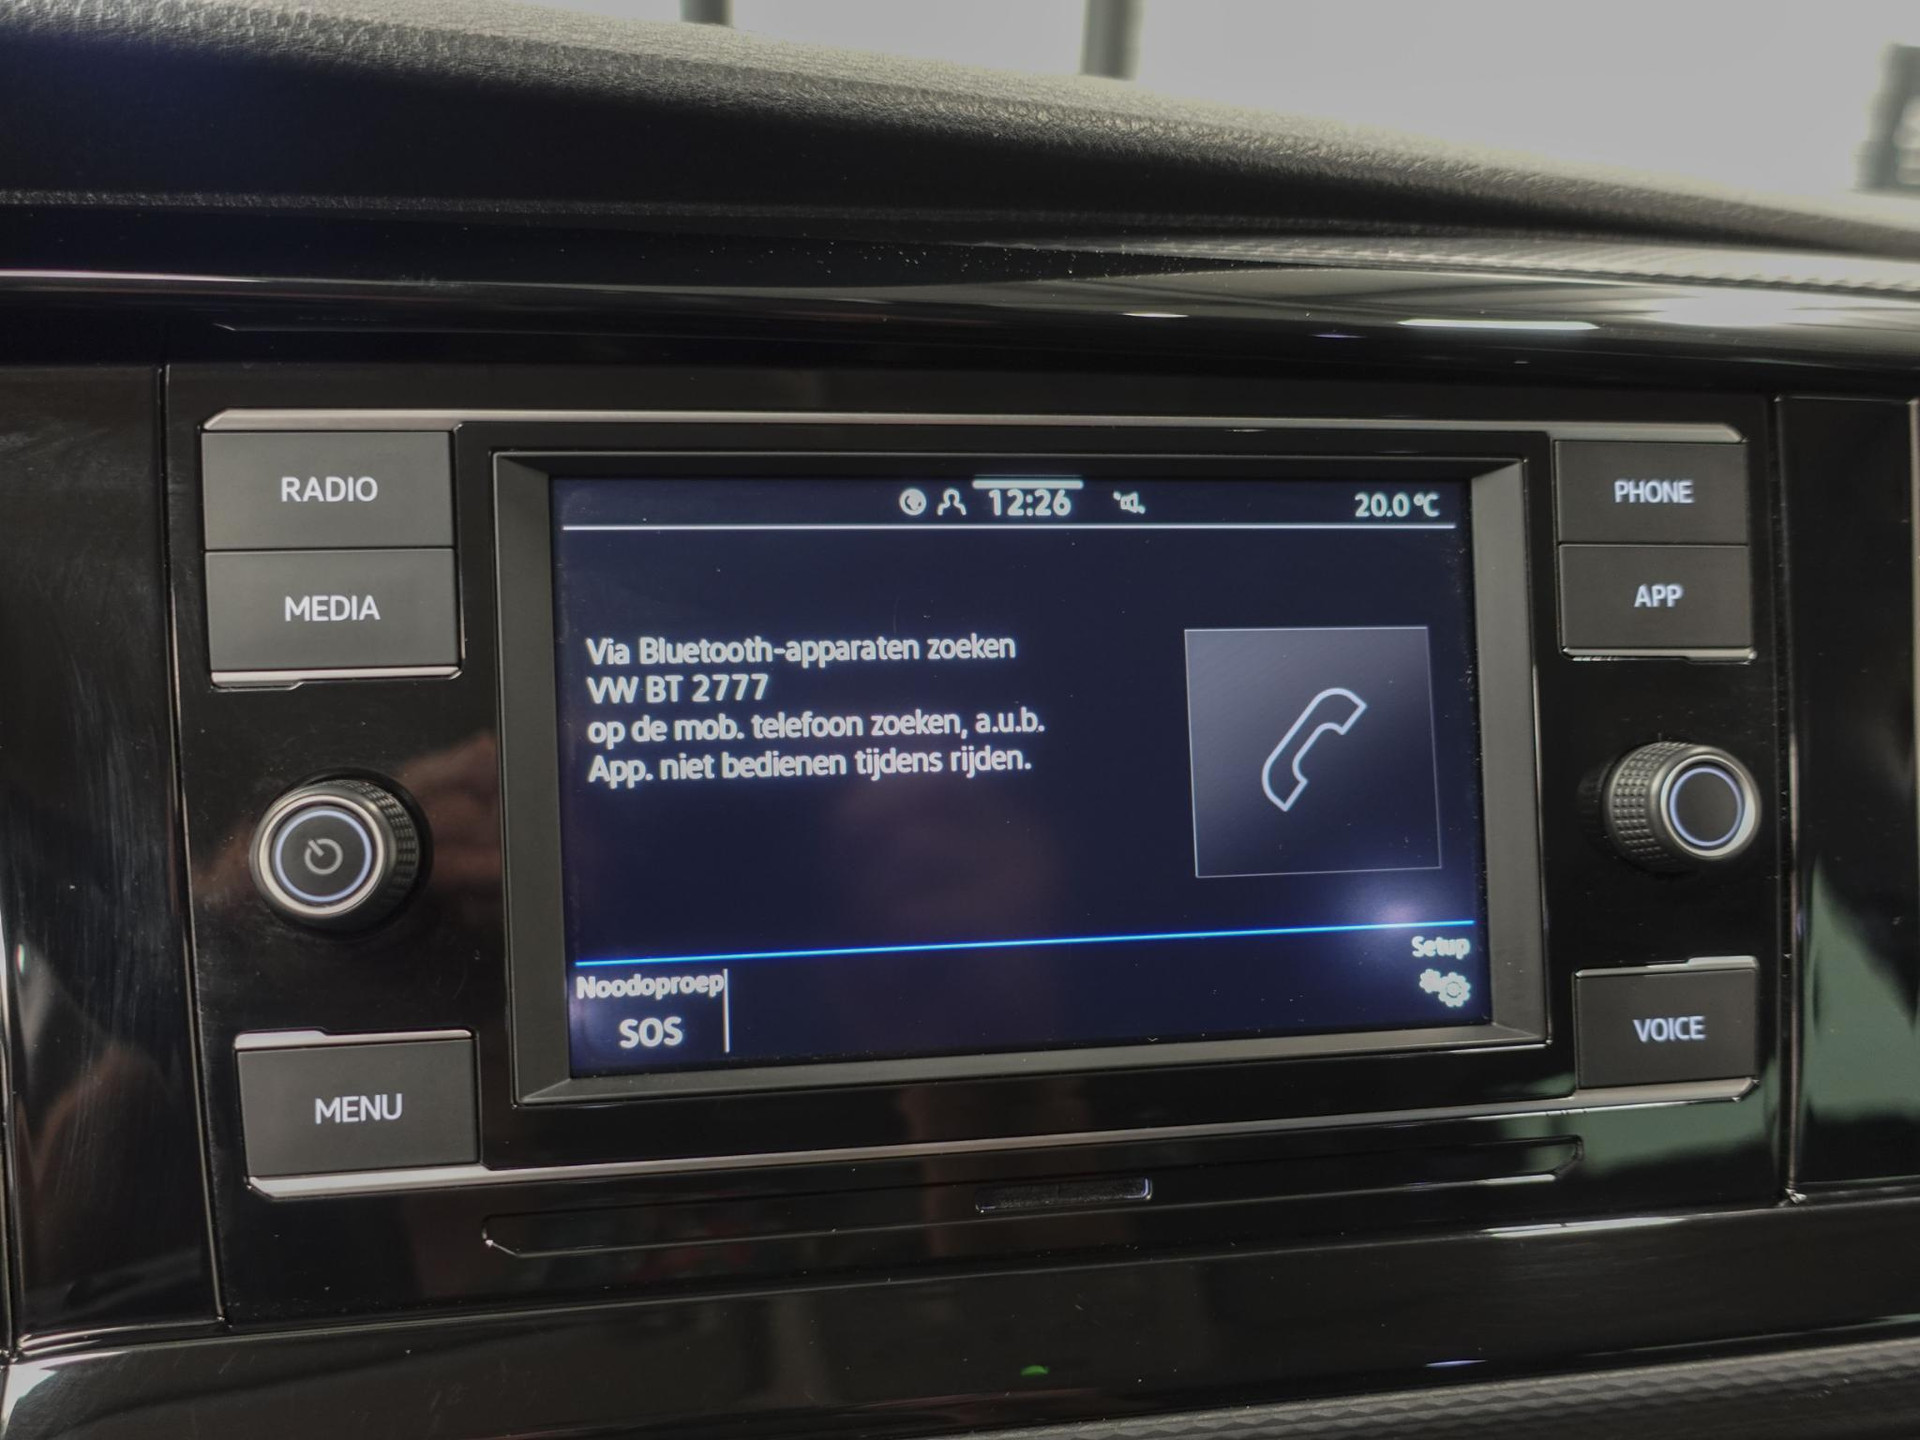 RADIO
MEDIA
MENU
12:26
20.0 °C
Via Bluetooth-apparaten zoeken
VW BT 2777
op de mob. telefoon zoeken, a.u.b.
App. niet bedienen tijdens rijden.
Noodoproep
SOS
Setup
PHONE
APP
VOICE